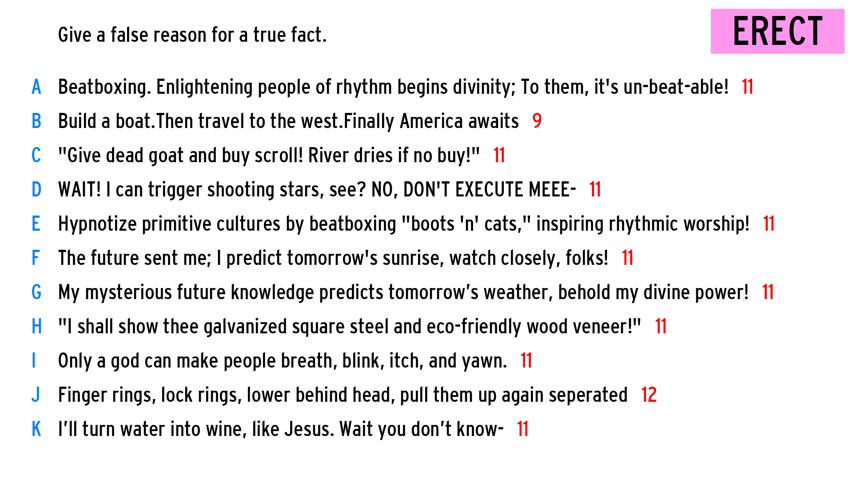 Give a false reason for a true fact.
ERECT
A Beatboxing. Enlightening people of rhythm begins divinity; To them, it's un-beat-able! 11
B Build a boat.Then travel to the west.Finally America awaits 9
C "Give dead goat and buy scroll! River dries if no buy!" 11
D WAIT! I can trigger shooting stars, see? NO, DON'T EXECUTE MEEE- 11
E Hypnotize primitive cultures by beatboxing "boots 'n' cats," inspiring rhythmic worship! 11
F The future sent me; I predict tomorrow's sunrise, watch closely, folks! 11
G My mysterious future knowledge predicts tomorrow's weather, behold my divine power! 11
H "I shall show thee galvanized square steel and eco-friendly wood veneer!" 11
I Only a god can make people breath, blink, itch, and yawn. 11
J Finger rings, lock rings, lower behind head, pull them up again seperated 12
K I'll turn water into wine, like Jesus. Wait you don't know- 11